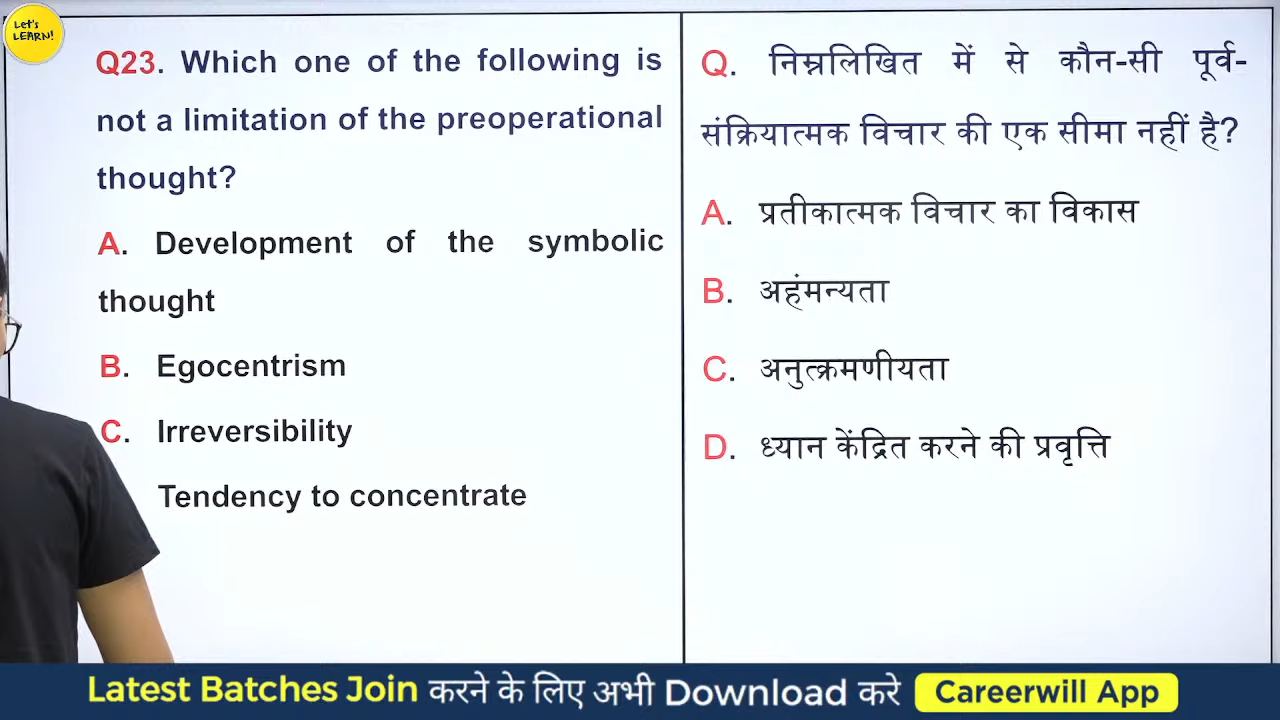 Let's
LEARN!
Q23. Which one of the following is
not a limitation of the preoperational
thought?
A. Development of the symbolic
thought
B. Egocentrism
C. Irreversibility
Tendency to concentrate
Q. निम्नलिखित में से कौन-सी पूर्व-
संक्रियात्मक विचार की एक सीमा नहीं है?
A. प्रतीकात्मक विचार का विकास
B. अहंमन्यता
C. अनुत्क्रमणीयता
D. ध्यान केंद्रित करने की प्रवृत्ति
Latest Batches Join करने के लिए अभी Download करे Careerwill App